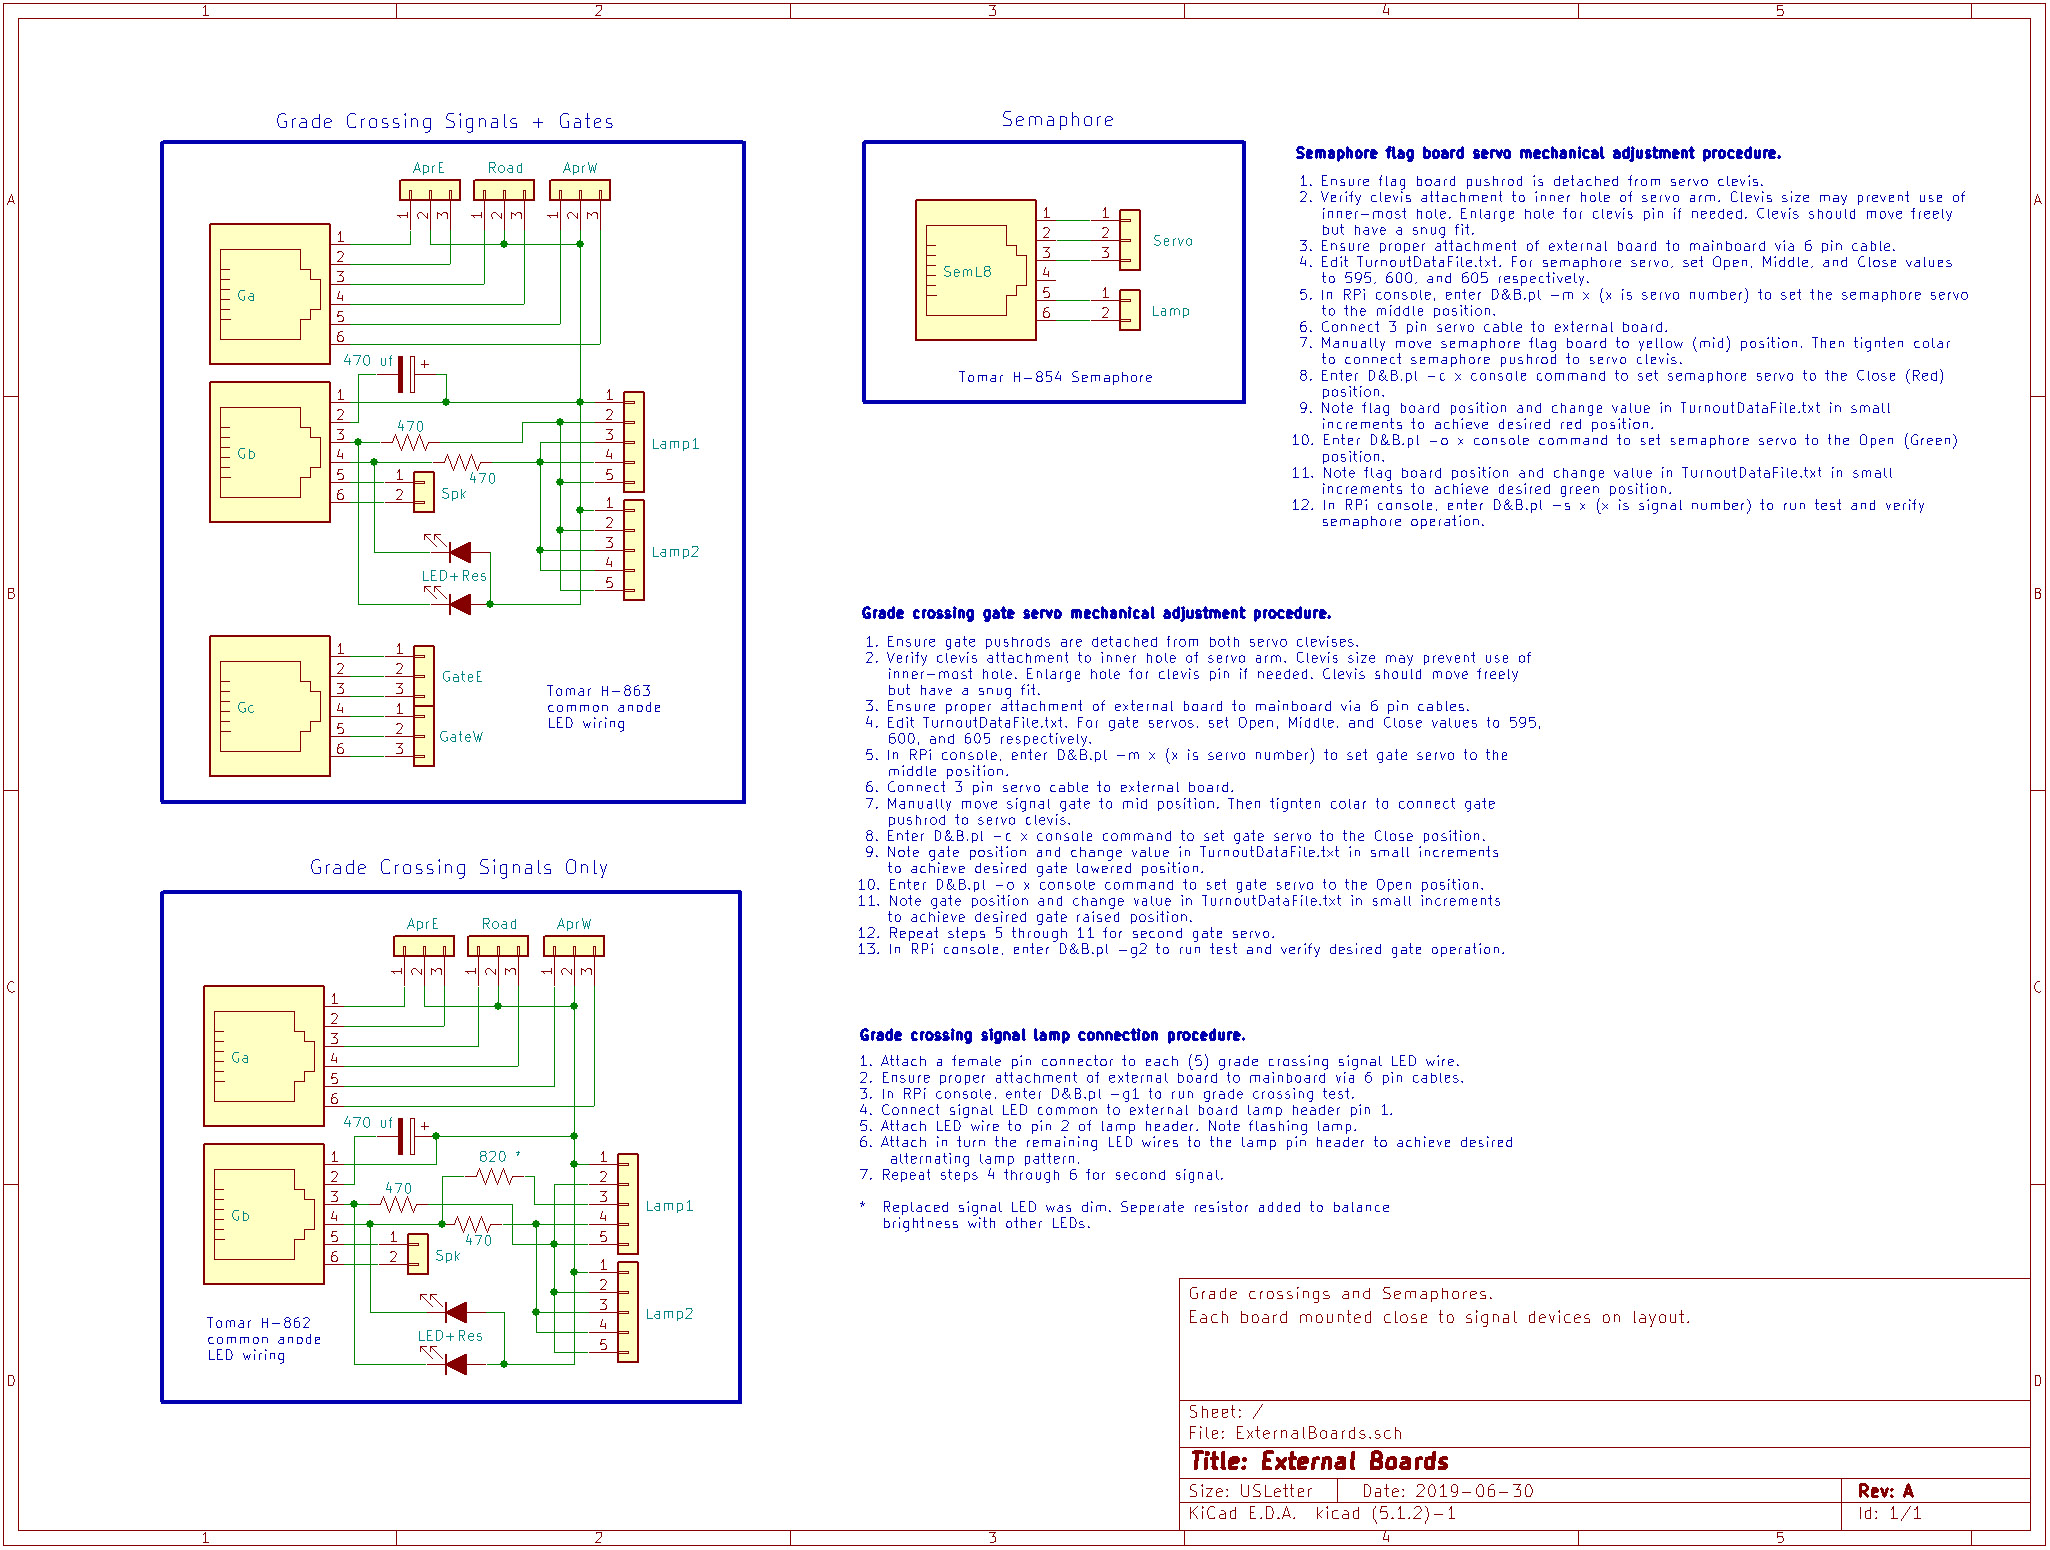 Grade Crossing Signals + Gates
AprE Road AprW
1 2 3 1 2 3 1 2 3
Ga
1
2
3
4
5
6
470 uf +
Gb
1
2
3
4
5
6
470
470
1
2
Spk
LED+Res
1
2
3
4
5
Lamp1
1
2
3
4
5
Lamp2
Gc
1
2
3
4
5
6
1
2
3
GateE
1
2
3
GateW
Tomar H-863
common anode
LED wiring
Grade Crossing Signals Only
AprE Road AprW
1 2 3 1 2 3 1 2 3
Ga
1
2
3
4
5
6
470 uf +
Gb
1
2
3
4
5
6
820 *
470
470
1
2
Spk
LED+Res
1
2
3
4
5
Lamp1
1
2
3
4
5
Lamp2
Tomar H-862
common anode
LED wiring
Semaphore
SemL8
1
2
3
4
5
6
1
2
3
Servo
1
2
Lamp
Tomar H-854 Semaphore
Semaphore flag board servo mechanical adjustment procedure.
1. Ensure flag board pushrod is detached from servo clevis.
2. Verify clevis attachment to inner hole of servo arm. Clevis size may prevent use of
inner-most hole. Enlarge hole for clevis pin if needed. Clevis should move freely
but have a snug fit.
3. Ensure proper attachment of external board to mainboard via 6 pin cable.
4. Edit TurnoutDataFile.txt. For semaphore servo, set Open, Middle, and Close values
to 595, 600, and 605 respectively.
5. In RPi console, enter D&B.pl -m x (x is servo number) to set the semaphore servo
to the middle position.
6. Connect 3 pin servo cable to external board.
7. Manually move semaphore flag board to yellow (mid) position. Then tignten colar
to connect semaphore pushrod to servo clevis.
8. Enter D&B.pl -c x console command to set semaphore servo to the Close (Red)
position.
9. Note flag board position and change value in TurnoutDataFile.txt in small
increments to achieve desired red position.
10. Enter D&B.pl -o x console command to set semaphore servo to the Open (Green)
position.
11. Note flag board position and change value in TurnoutDataFile.txt in small
increments to achieve desired green position.
12. In RPi console, enter D&B.pl -s x (x is signal number) to run test and verify
semaphore operation.
Grade crossing gate servo mechanical adjustment procedure.
1. Ensure gate pushrods are detached from both servo clevises.
2. Verify clevis attachment to inner hole of servo arm. Clevis size may prevent use of
inner-most hole. Enlarge hole for clevis pin if needed. Clevis should move freely
but have a snug fit.
3. Ensure proper attachment of external board to mainboard via 6 pin cables.
4. Edit TurnoutDataFile.txt. For gate servos, set Open, Middle, and Close values to 595,
600, and 605 respectively.
5. In RPi console, enter D&B.pl -m x (x is servo number) to set gate servo to the
middle position.
6. Connect 3 pin servo cable to external board.
7. Manually move signal gate to mid position. Then tignten colar to connect gate
pushrod to servo clevis.
8. Enter D&B.pl -c x console command to set gate servo to the Close position.
9. Note gate position and change value in TurnoutDataFile.txt in small increments
to achieve desired gate lowered position.
10. Enter D&B.pl -o x console command to set gate servo to the Open position.
11. Note gate position and change value in TurnoutDataFile.txt in small increments
to achieve desired gate raised position.
12. Repeat steps 5 through 11 for second gate servo.
13. In RPi console, enter D&B.pl -g2 to run test and verify desired gate operation.
Grade crossing signal lamp connection procedure.
1. Attach a female pin connector to each (5) grade crossing signal LED wire.
2. Ensure proper attachment of external board to mainboard via 6 pin cables.
3. In RPi console, enter D&B.pl -g1 to run grade crossing test.
4. Connect signal LED common to external board lamp header pin 1.
5. Attach LED wire to pin 2 of lamp header. Note flashing lamp.
6. Attach in turn the remaining LED wires to the lamp pin header to achieve desired
alternating lamp pattern.
7. Repeat steps 4 through 6 for second signal.
* Replaced signal LED was dim. Seperate resistor added to balance
brightness with other LEDs.
Grade crossings and Semaphores.
Each board mounted close to signal devices on layout.
Sheet: /
File: ExternalBoards.sch
Title: External Boards
Size: USLetter Date: 2019-06-30 Rev: A
KiCad E.D.A. kicad (5.1.2)-1 Id: 1/1
1 2 3 4 5
A B C D
1 2 3 4 5
A B C D